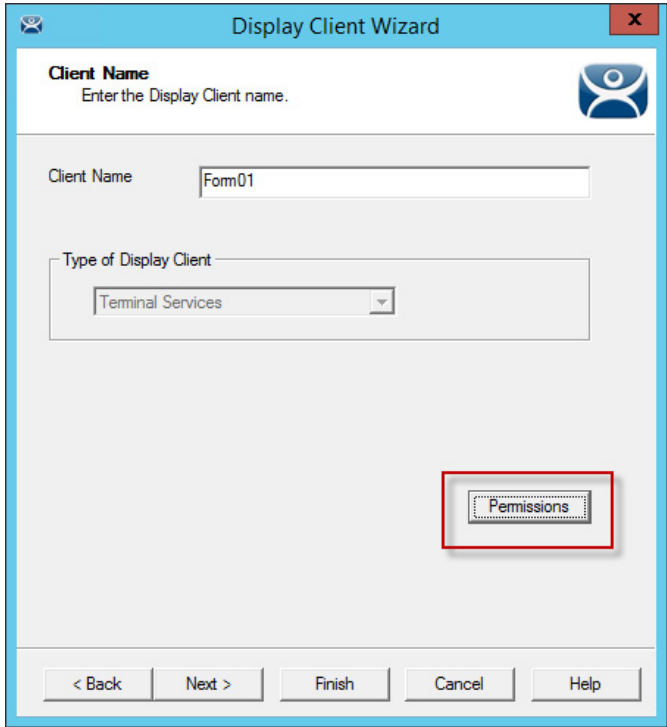 Display Client Wizard
x
Client Name
Enter the Display Client name.
Client Name
Form01
Type of Display Client
Terminal Services
Permissions
< Back
Next >
Finish
Cancel
Help